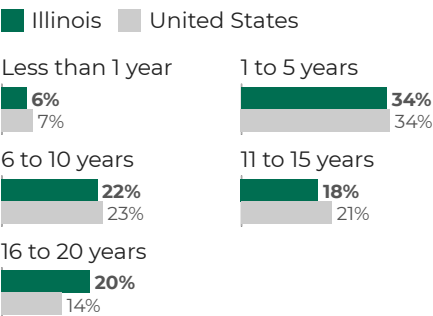 Illinois United States
Less than 1 year
6%
7%
1 to 5 years
34%
34%
6 to 10 years
22%
23%
11 to 15 years
18%
21%
16 to 20 years
20%
14%